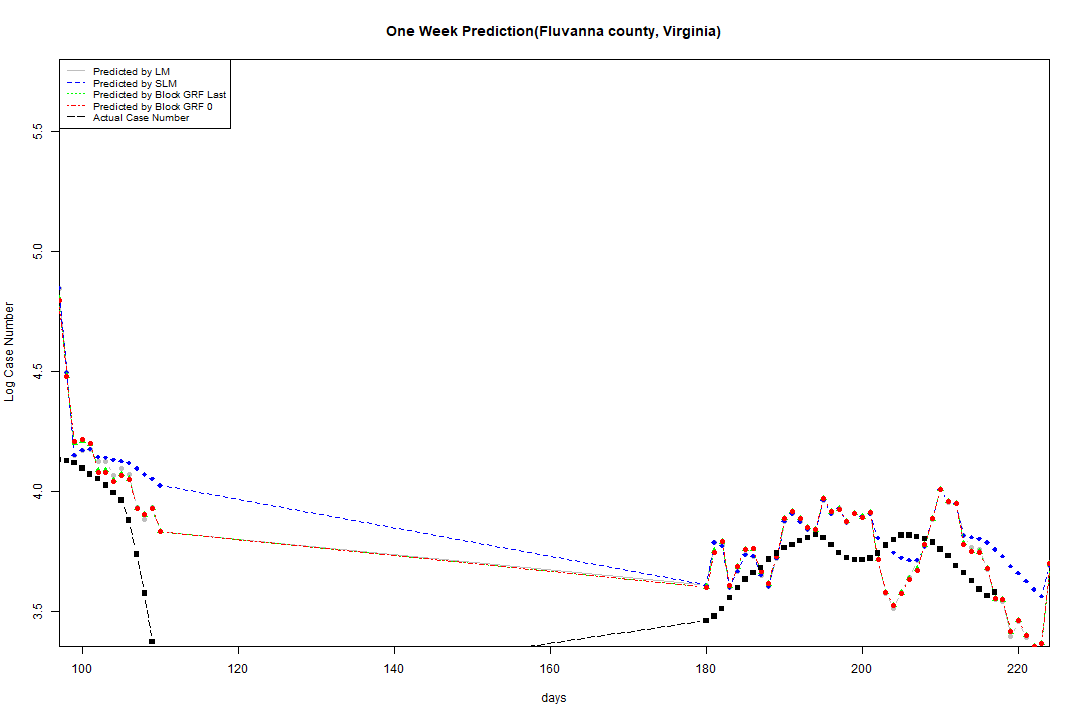 One Week Prediction(Fluvanna county, Virginia)
Predicted by LM
Predicted by SLM
Predicted by Block GRF Last
Predicted by Block GRF 0
Actual Case Number
Log Case Number
5.5
5.0
4.5
4.0
3.5
100 120 140 160 180 200 220
days